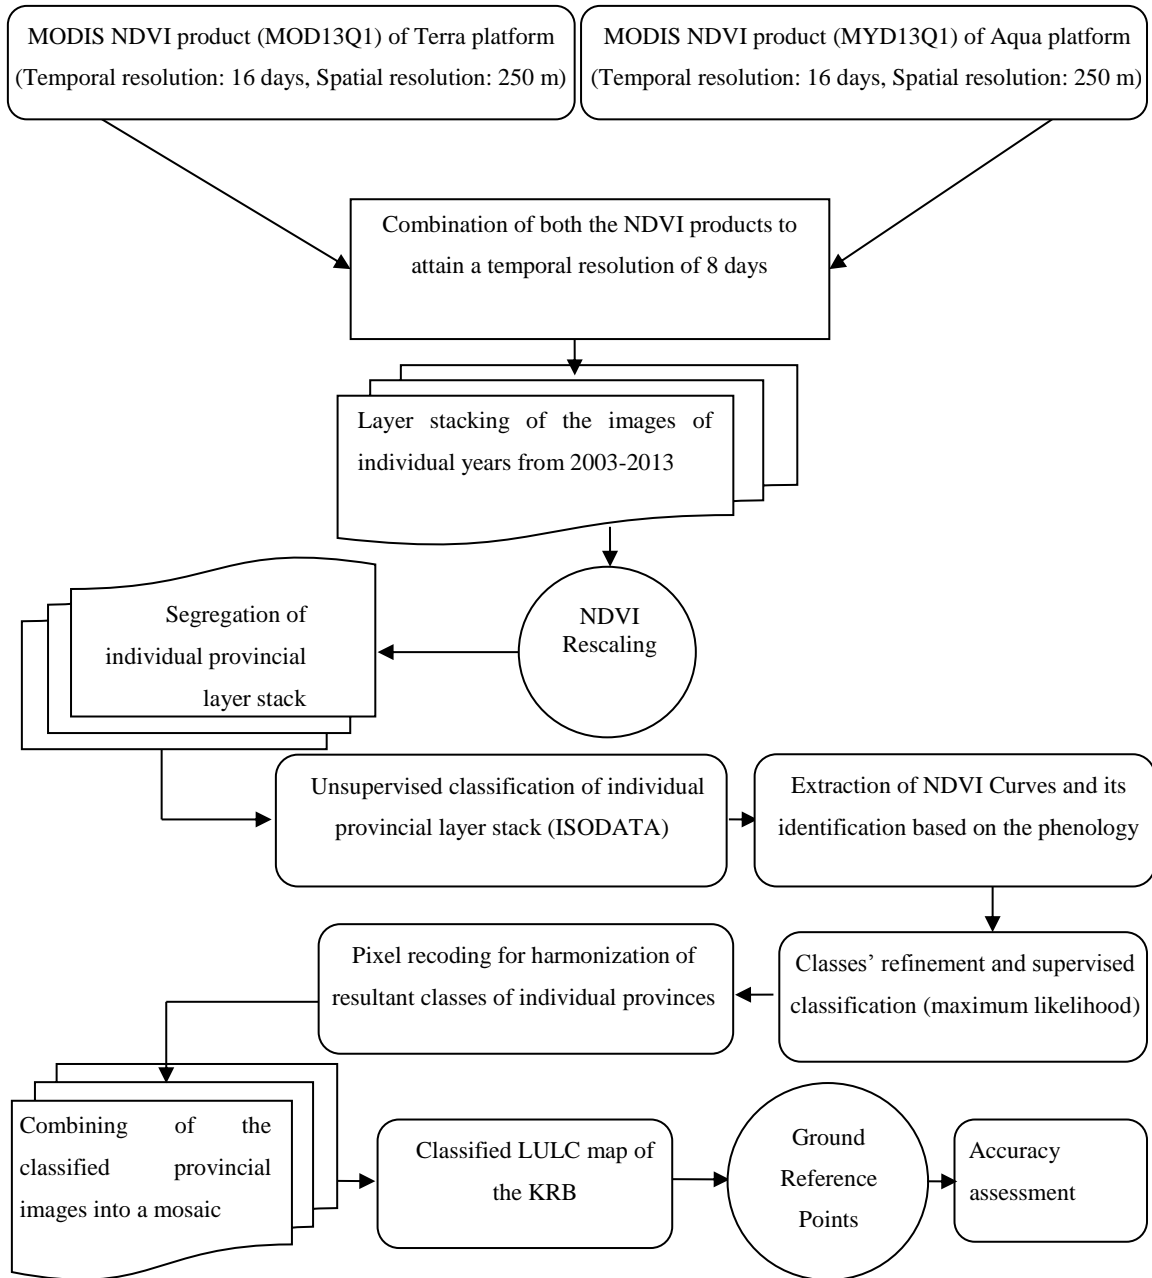 MODIS NDVI product (MOD13Q1) of Terra platform
(Temporal resolution: 16 days, Spatial resolution: 250 m)
MODIS NDVI product (MYD13Q1) of Aqua platform
(Temporal resolution: 16 days, Spatial resolution: 250 m)
Combination of both the NDVI products to
attain a temporal resolution of 8 days
Layer stacking of the images of
individual years from 2003-2013
NDVI
Rescaling
Segregation of
individual provincial
layer stack
Unsupervised classification of individual
provincial layer stack (ISODATA)
Extraction of NDVI Curves and its
identification based on the phenology
Classes’ refinement and supervised
classification (maximum likelihood)
Pixel recoding for harmonization of
resultant classes of individual provinces
Combining of the
classified provincial
images into a mosaic
Classified LULC map of
the KRB
Ground
Reference
Points
Accuracy
assessment